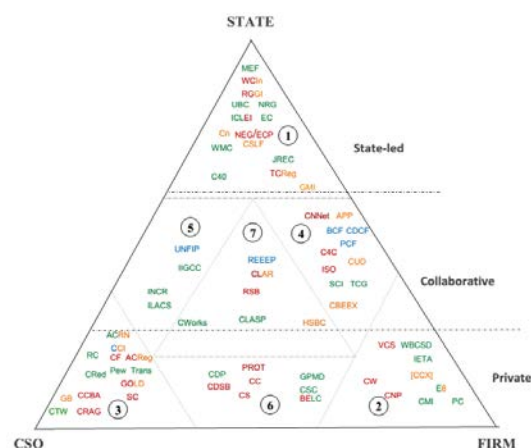 STATE
MEF
WCIn
RGGI
UBC NRG
ICLEI EC
Cn NEG/ECP 1
CSLF
WMC
JREC
TCReg
C40
GMI
State-led
CNNet APP
5 4
BCF CDCF
7 PCF
UNFIP C4C
REEEP CUD
IIGCC CLAR ISO
RSB SCI TCG
INCR
ILACS CBEEX
Collaborative
CWorks CLASP HSBC
ACRN
CCI
RC CF ACReg
CRed Pew Trans
GOLD
GB CCBA SC
CTW CRAG 3
PROT
CDP CC GPMD
CDSB CSC
CS BELC
6
VCS WBCSD
IETA
[CCX]
CW E8
CNP
2 CMI PC
Private
CSO FIRM